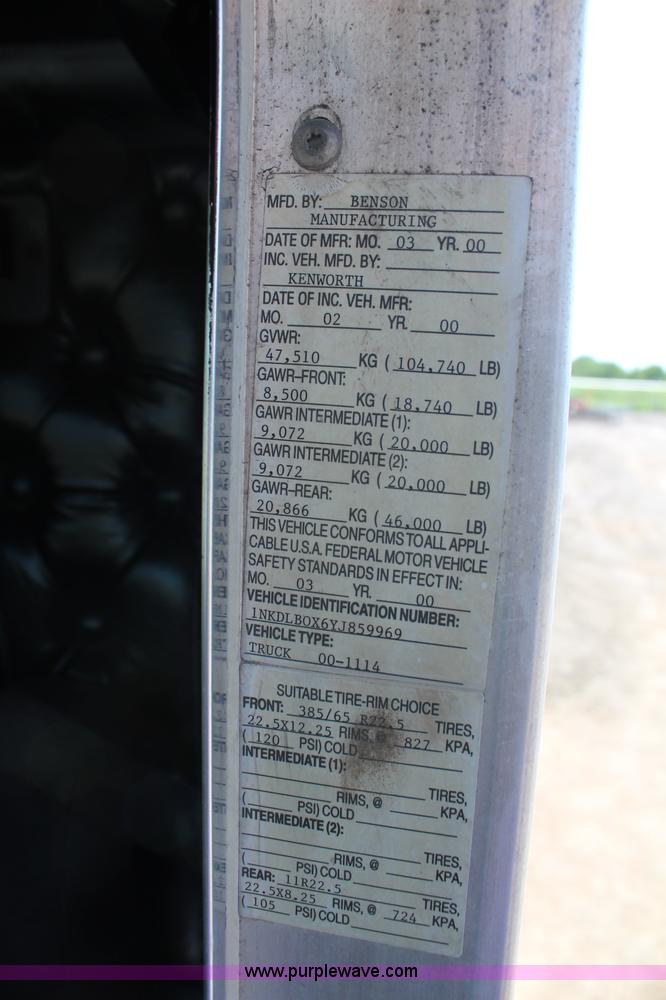 MFD. BY: BENSON
MANUFACTURING
DATE OF MFR: MO. 03 YR. 00
INC. VEH. MFD. BY:
KENWORTH
DATE OF INC. VEH. MFR:
MO. 02 YR. 00
GVWR:
47,510 KG ( 104,740 LB)
GAWR-FRONT:
8,500 KG ( 18,740 LB)
GAWR INTERMEDIATE (1):
9,072 KG ( 20,000 LB)
GAWR INTERMEDIATE (2):
9,072 KG ( 20,000 LB)
GAWR-REAR:
20,866 KG ( 46,000 LB)
THIS VEHICLE CONFORMS TO ALL APPLI-
CABLE U.S.A. FEDERAL MOTOR VEHICLE
SAFETY STANDARDS IN EFFECT IN:
MO. 03 YR. 00
VEHICLE IDENTIFICATION NUMBER:
1NKDLBOX6YJ859969
VEHICLE TYPE:
TRUCK 00-1114
SUITABLE TIRE-RIM CHOICE
FRONT: 385/65 R22.5 TIRES,
22.5X12.25 RIMS, @ 827 KPA,
( 120 PSI) COLD
INTERMEDIATE (1):
TIRES,
RIMS, @ KPA,
( PSI) COLD
INTERMEDIATE (2):
TIRES,
RIMS, @ KPA,
( PSI) COLD
REAR: 11R22.5 TIRES,
22.5X8.25 RIMS, @ 724 KPA,
( 105 PSI) COLD
www.purplewave.com